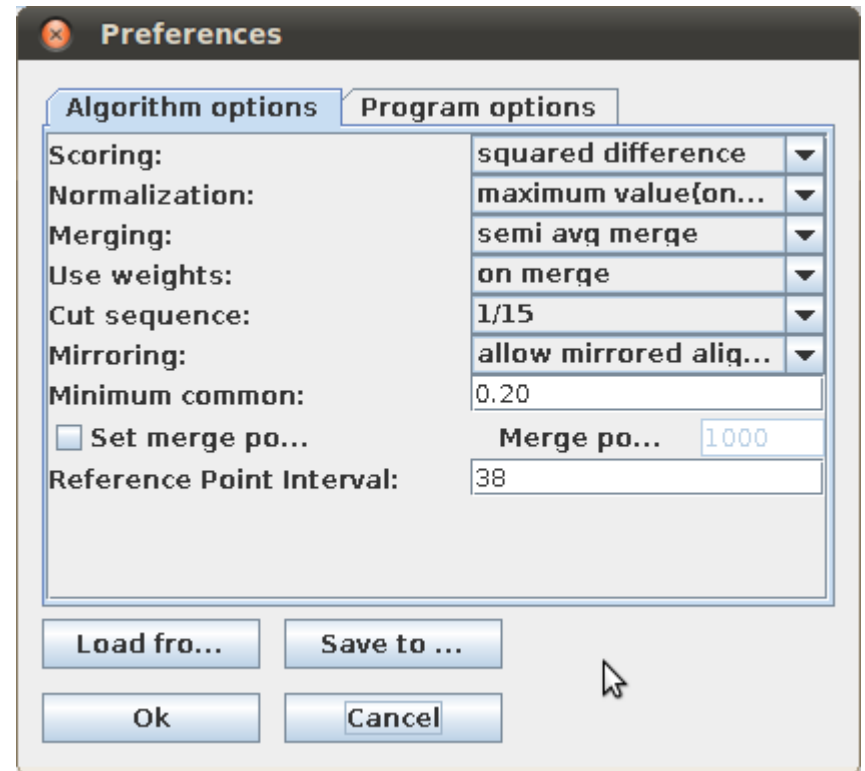 Preferences
Algorithm options Program options
Scoring: squared difference
Normalization: maximum value(on...
Merging: semi avg merge
Use weights: on merge
Cut sequence: 1/15
Mirroring: allow mirrored alig...
Minimum common: 0.20
Set merge po... Merge po... 1000
Reference Point Interval: 38
Load fro... Save to ...
Ok Cancel